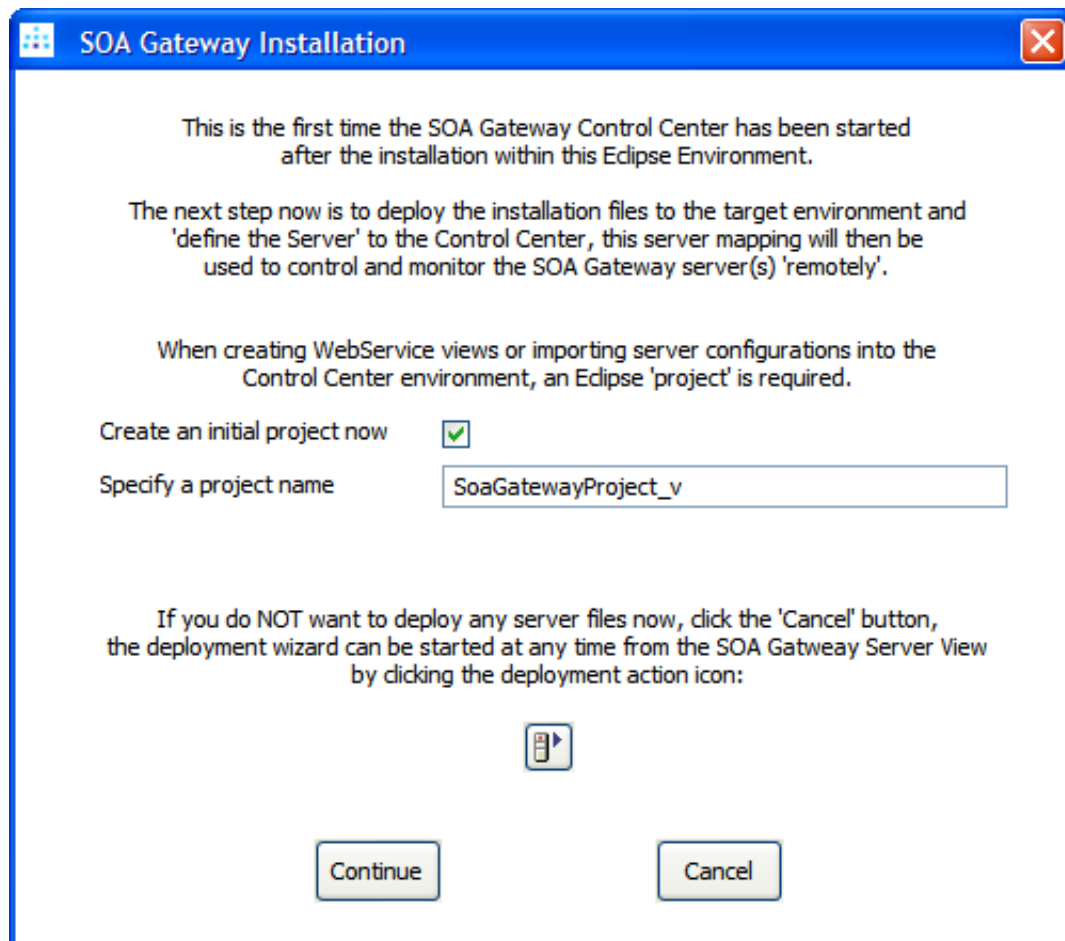 SOA Gateway Installation
This is the first time the SOA Gateway Control Center has been started
after the installation within this Eclipse Environment.
The next step now is to deploy the installation files to the target environment and
'define the Server' to the Control Center, this server mapping will then be
used to control and monitor the SOA Gateway server(s) 'remotely'.
When creating WebService views or importing server configurations into the
Control Center environment, an Eclipse 'project' is required.
Create an initial project now
Specify a project name SoaGatewayProject_v
If you do NOT want to deploy any server files now, click the 'Cancel' button,
the deployment wizard can be started at any time from the SOA Gatweay Server View
by clicking the deployment action icon:
Continue Cancel